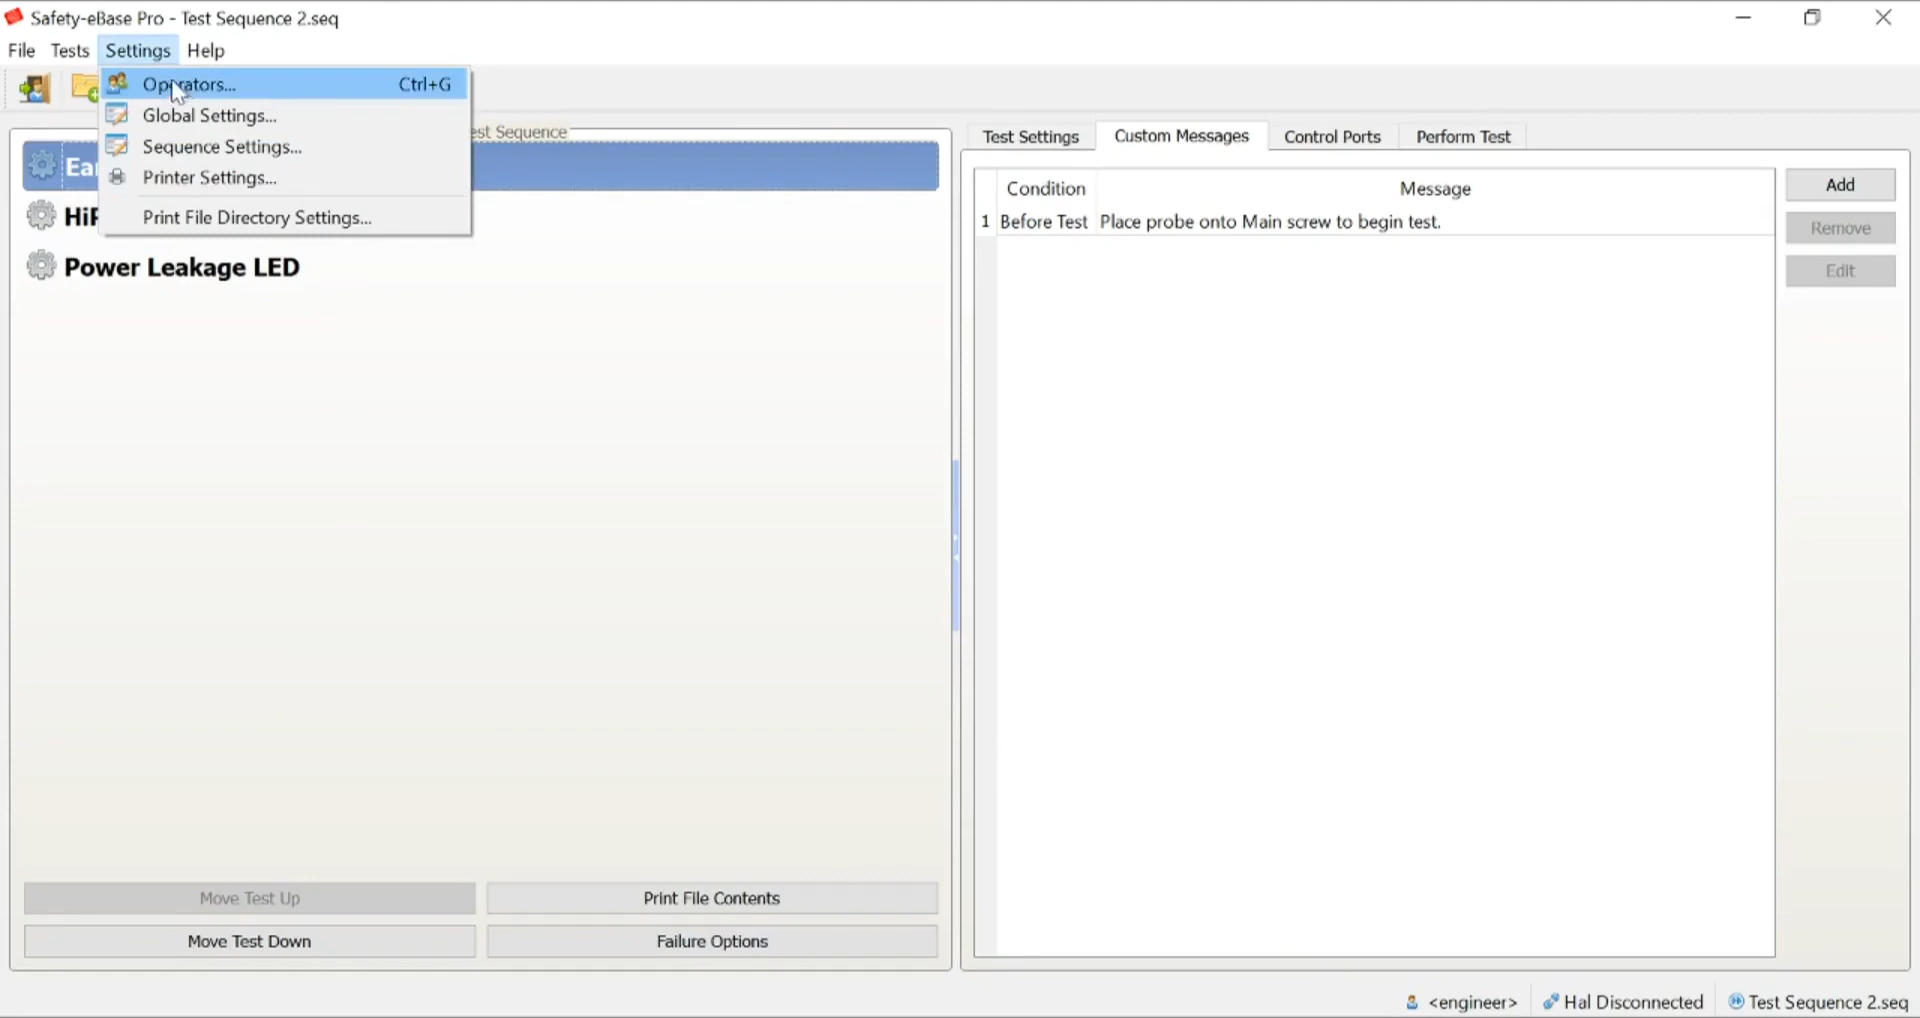 Safety-eBase Pro - Test Sequence 2.seq
File Tests Settings Help
Operators... Ctrl+G
Global Settings...
Sequence Settings...
Printer Settings...
Print File Directory Settings...
est Sequence
Power Leakage LED
Move Test Up
Print File Contents
Move Test Down
Failure Options
Test Settings Custom Messages Control Ports Perform Test
Condition Message
1 Before Test Place probe onto Main screw to begin test.
Add
Remove
Edit
<engineer> Hal Disconnected Test Sequence 2.seq